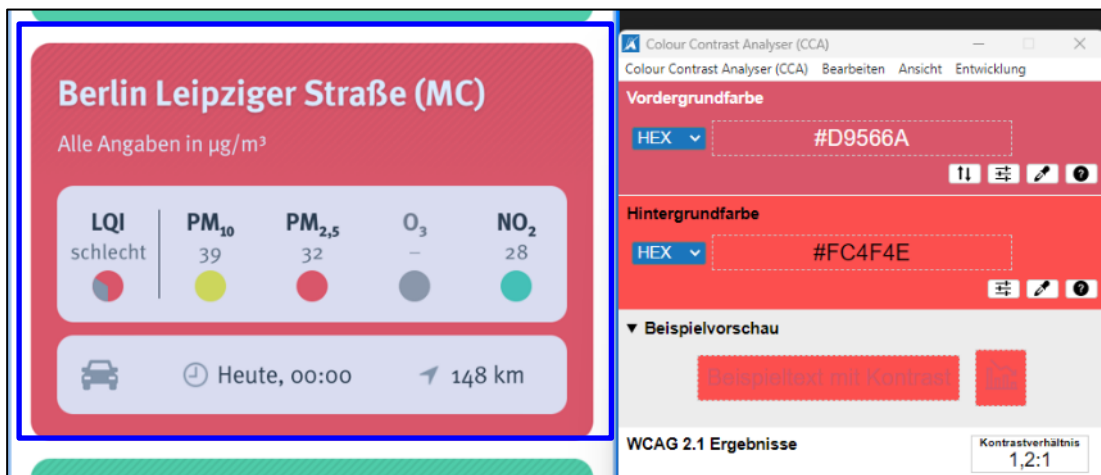 Berlin Leipziger Straße (MC)
Alle Angaben in µg/m³
LQI PM₁₀ PM₂,₅ O₃ NO₂
schlecht 39 32 – 28
Heute, 00:00 148 km
Colour Contrast Analyser (CCA)
Colour Contrast Analyser (CCA) Bearbeiten Ansicht Entwicklung
Vordergrundfarbe
HEX #D9566A
Hintergrundfarbe
HEX #FC4F4E
▼ Beispielvorschau
Beispieltext mit Kontrast
WCAG 2.1 Ergebnisse
Kontrastverhältnis
1,2:1